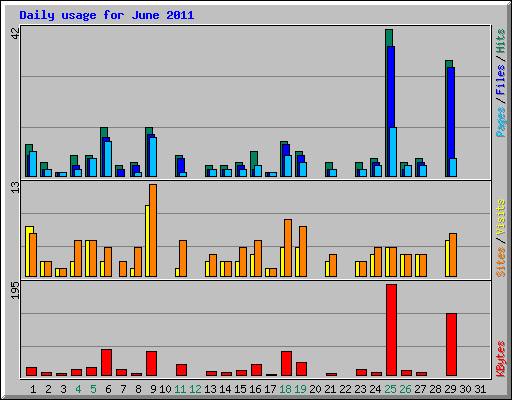 Daily usage for June 2011
42
Pages / Files / Hits
13
Sites / Visits
195
KBytes
1 2 3 4 5 6 7 8 9 10 11 12 13 14 15 16 17 18 19 20 21 22 23 24 25 26 27 28 29 30 31